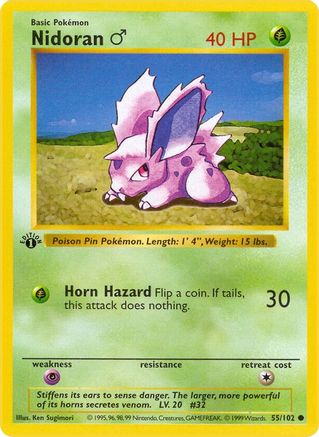 Basic Pokémon
Nidoran ♂ 40 HP
EDITION
1
Poison Pin Pokémon. Length: 1' 4", Weight: 15 lbs.
Horn Hazard Flip a coin. If tails,
this attack does nothing.
30
weakness resistance retreat cost
Stiffens its ears to sense danger. The larger, more powerful
of its horns secretes venom. LV. 20 #32
Illus. Ken Sugimori ©1995, 96, 98, 99 Nintendo, Creatures, GAMEFREAK. ©1999 Wizards. 55/102 ●